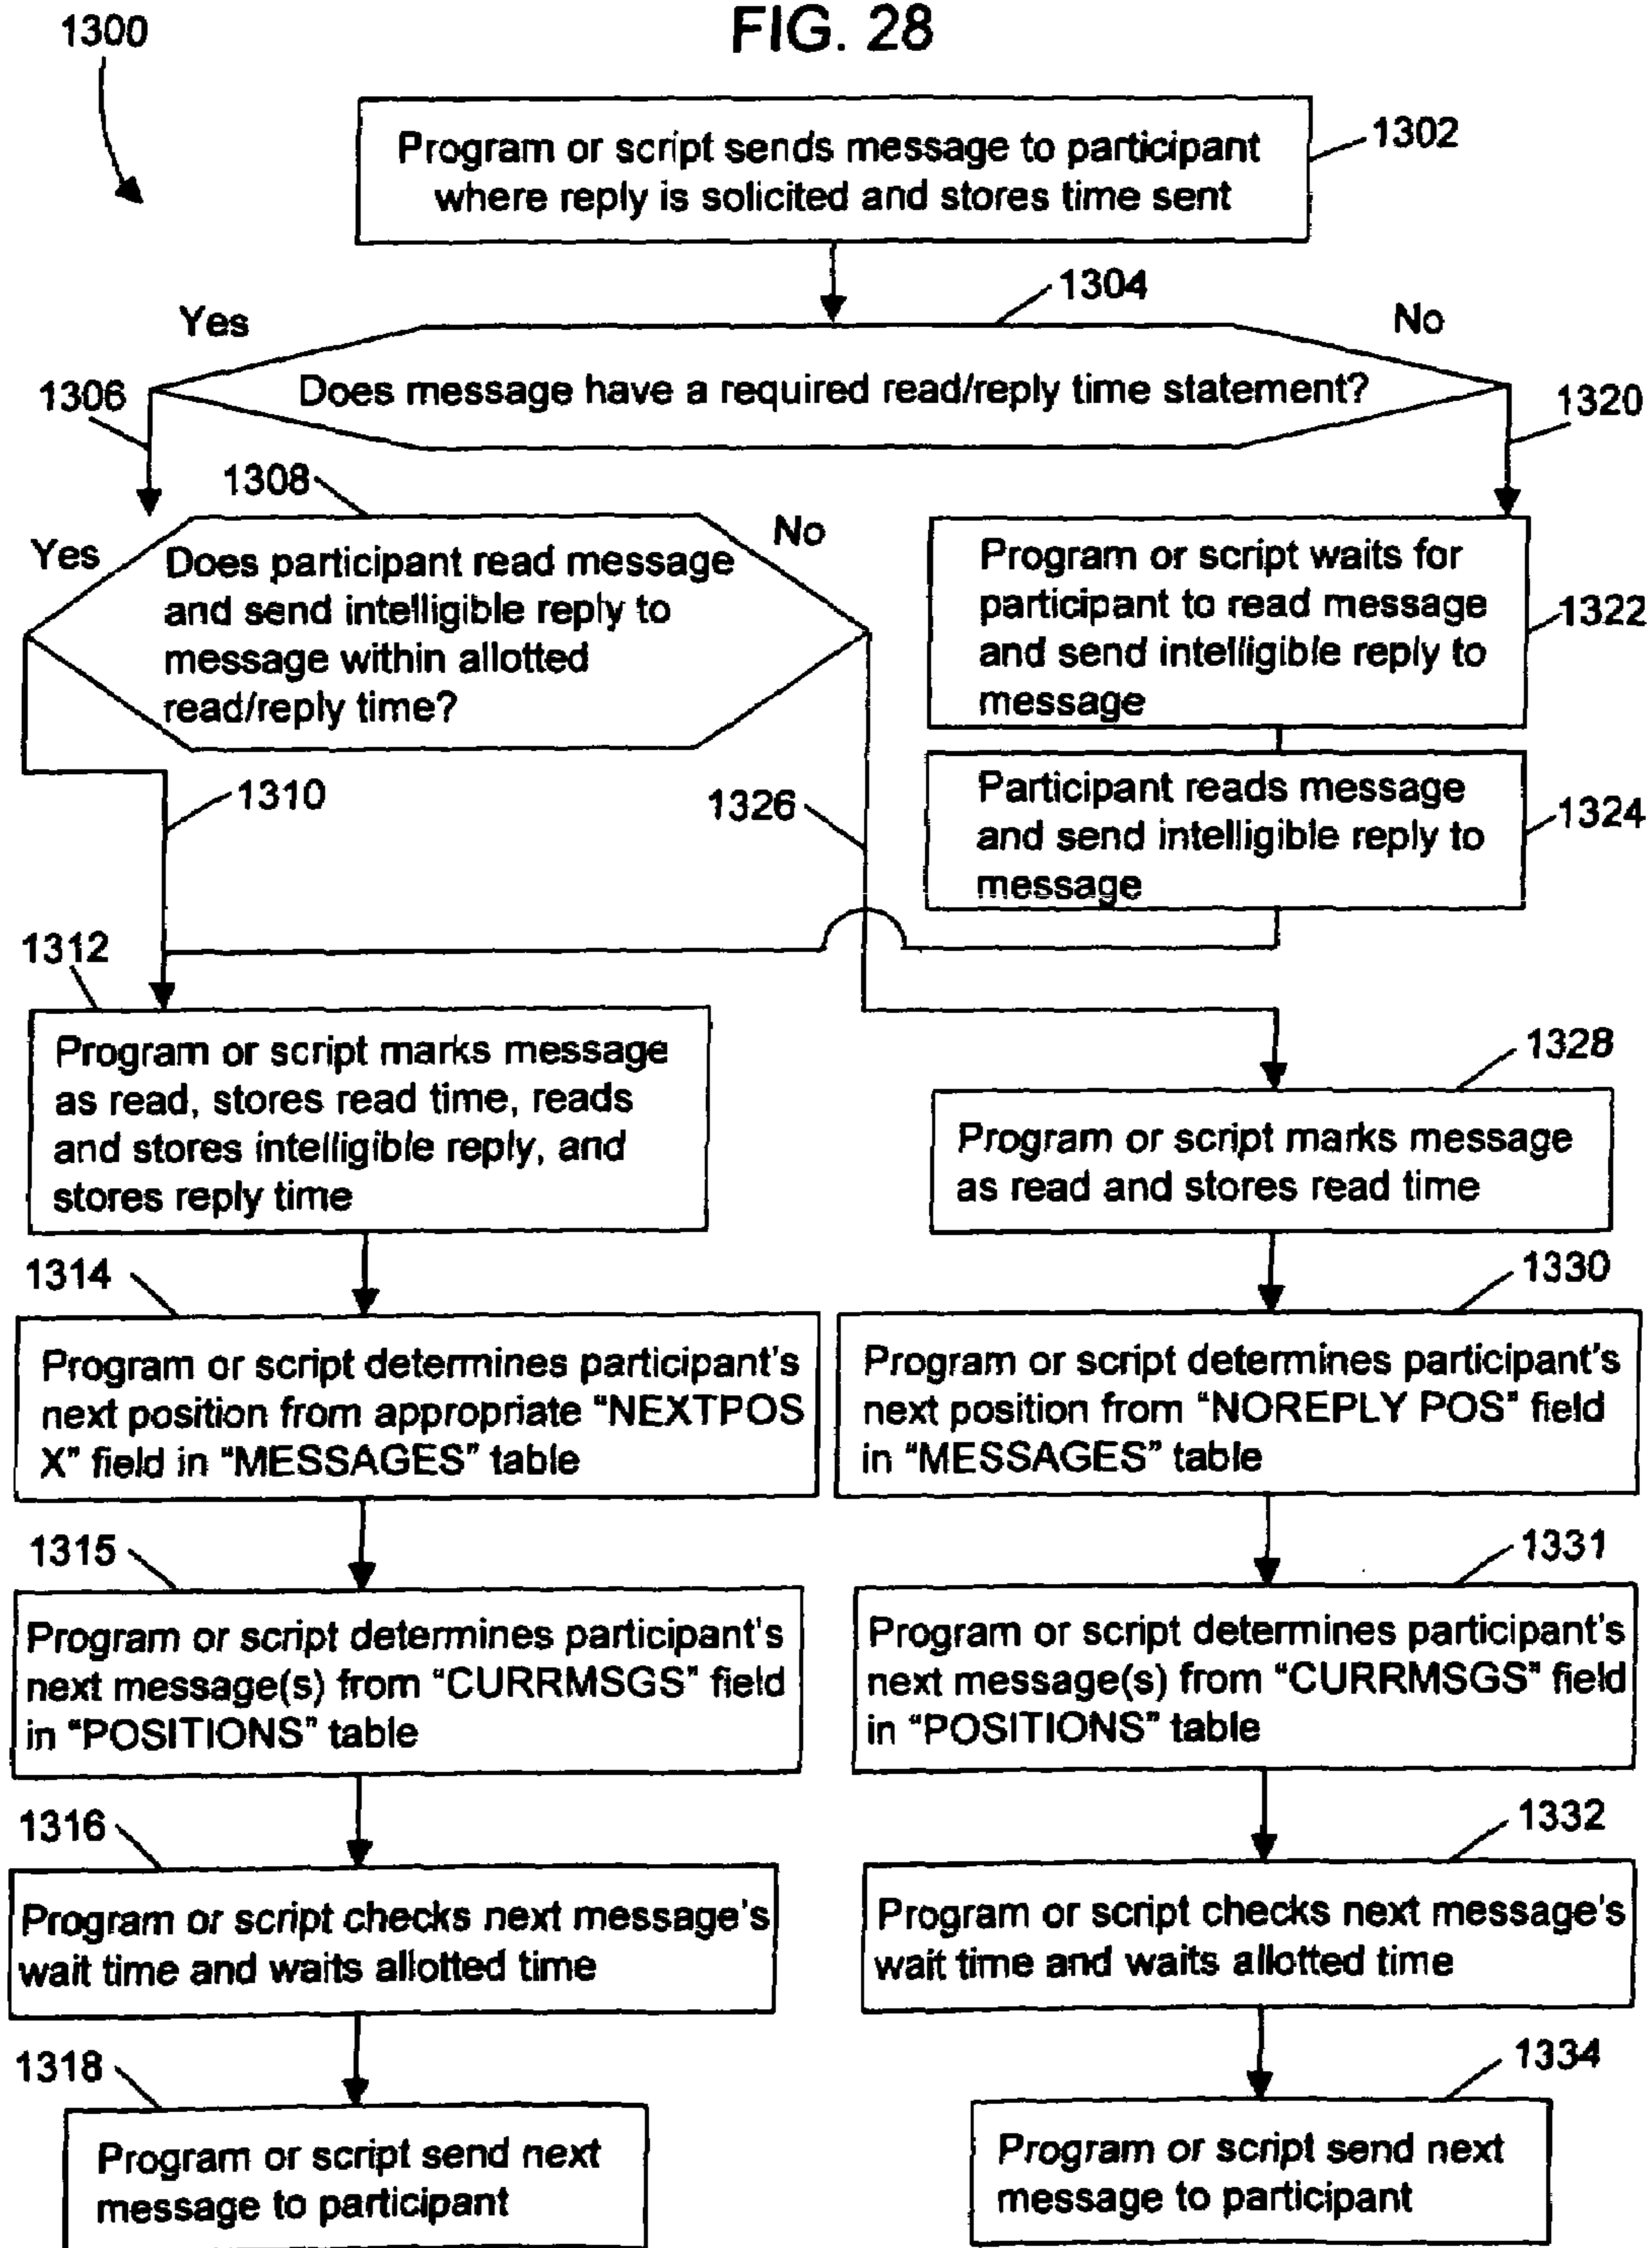 FIG. 28
1300
Program or script sends message to participant
where reply is solicited and stores time sent
1302
1304
Yes
No
Does message have a required read/reply time statement?
1306
1320
1308
Yes
No
Does participant read message
and send intelligible reply to
message within allotted
read/reply time?
Program or script waits for
participant to read message
and send intelligible reply to
message
1322
1310
1326
Participant reads message
and send intelligible reply to
message
1324
1312
Program or script marks message
as read, stores read time, reads
and stores intelligible reply, and
stores reply time
1328
Program or script marks message
as read and stores read time
1314
Program or script determines participant's
next position from appropriate "NEXTPOS
X" field in "MESSAGES" table
1330
Program or script determines participant's
next position from "NOREPLY POS" field
in "MESSAGES" table
1315
Program or script determines participant's
next message(s) from "CURRMSGS" field
in "POSITIONS" table
1331
Program or script determines participant's
next message(s) from "CURRMSGS" field
in "POSITIONS" table
1316
Program or script checks next message's
wait time and waits allotted time
1332
Program or script checks next message's
wait time and waits allotted time
1318
Program or script send next
message to participant
1334
Program or script send next
message to participant